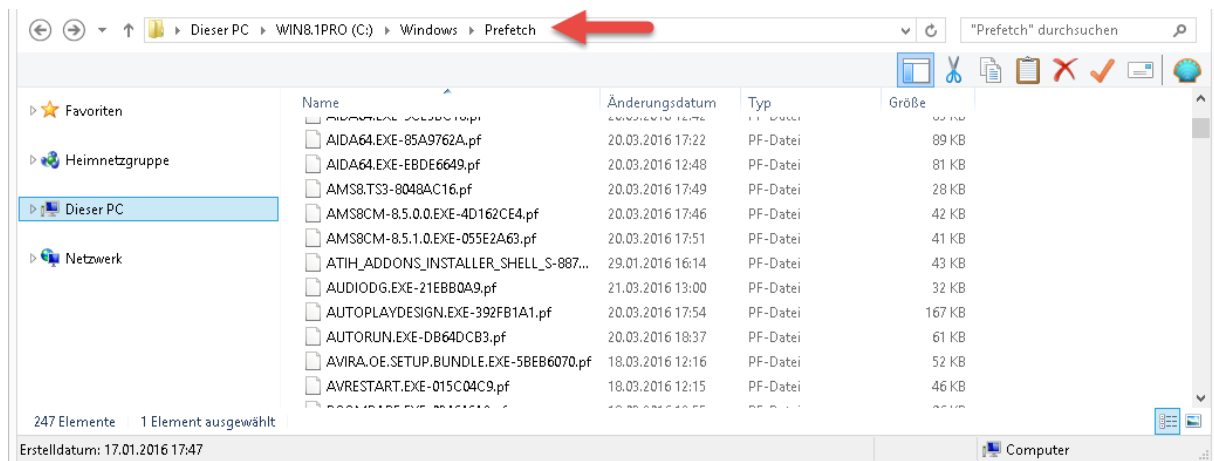 Dieser PC WIN8.1PRO (C:) Windows Prefetch "Prefetch" durchsuchen
Name Änderungsdatum Typ Größe
Favoriten
AIDA64.EXE-85A9762A.pf 20.03.2016 17:22 PF-Datei 89 KB
Heimnetzgruppe
AIDA64.EXE-EBDE6649.pf 20.03.2016 12:48 PF-Datei 81 KB
AMS8.TS3-8048AC16.pf 20.03.2016 17:49 PF-Datei 28 KB
Dieser PC
AMS8CM-8.5.0.0.EXE-4D162CE4.pf 20.03.2016 17:46 PF-Datei 42 KB
AMS8CM-8.5.1.0.EXE-055E2A63.pf 20.03.2016 17:51 PF-Datei 41 KB
Netzwerk
ATIH_ADDONS_INSTALLER_SHELL_S-887... 29.01.2016 16:14 PF-Datei 43 KB
AUDIODG.EXE-21EBB0A9.pf 21.03.2016 13:00 PF-Datei 32 KB
AUTOPLAYDESIGN.EXE-392FB1A1.pf 20.03.2016 17:54 PF-Datei 167 KB
AUTORUN.EXE-DB64DCB3.pf 20.03.2016 18:37 PF-Datei 61 KB
AVIRA.OE.SETUP.BUNDLE.EXE-5BEB6070.pf 18.03.2016 12:16 PF-Datei 52 KB
AVRESTART.EXE-015C04C9.pf 18.03.2016 12:15 PF-Datei 46 KB
247 Elemente 1 Element ausgewählt
Erstelldatum: 17.01.2016 17:47 Computer